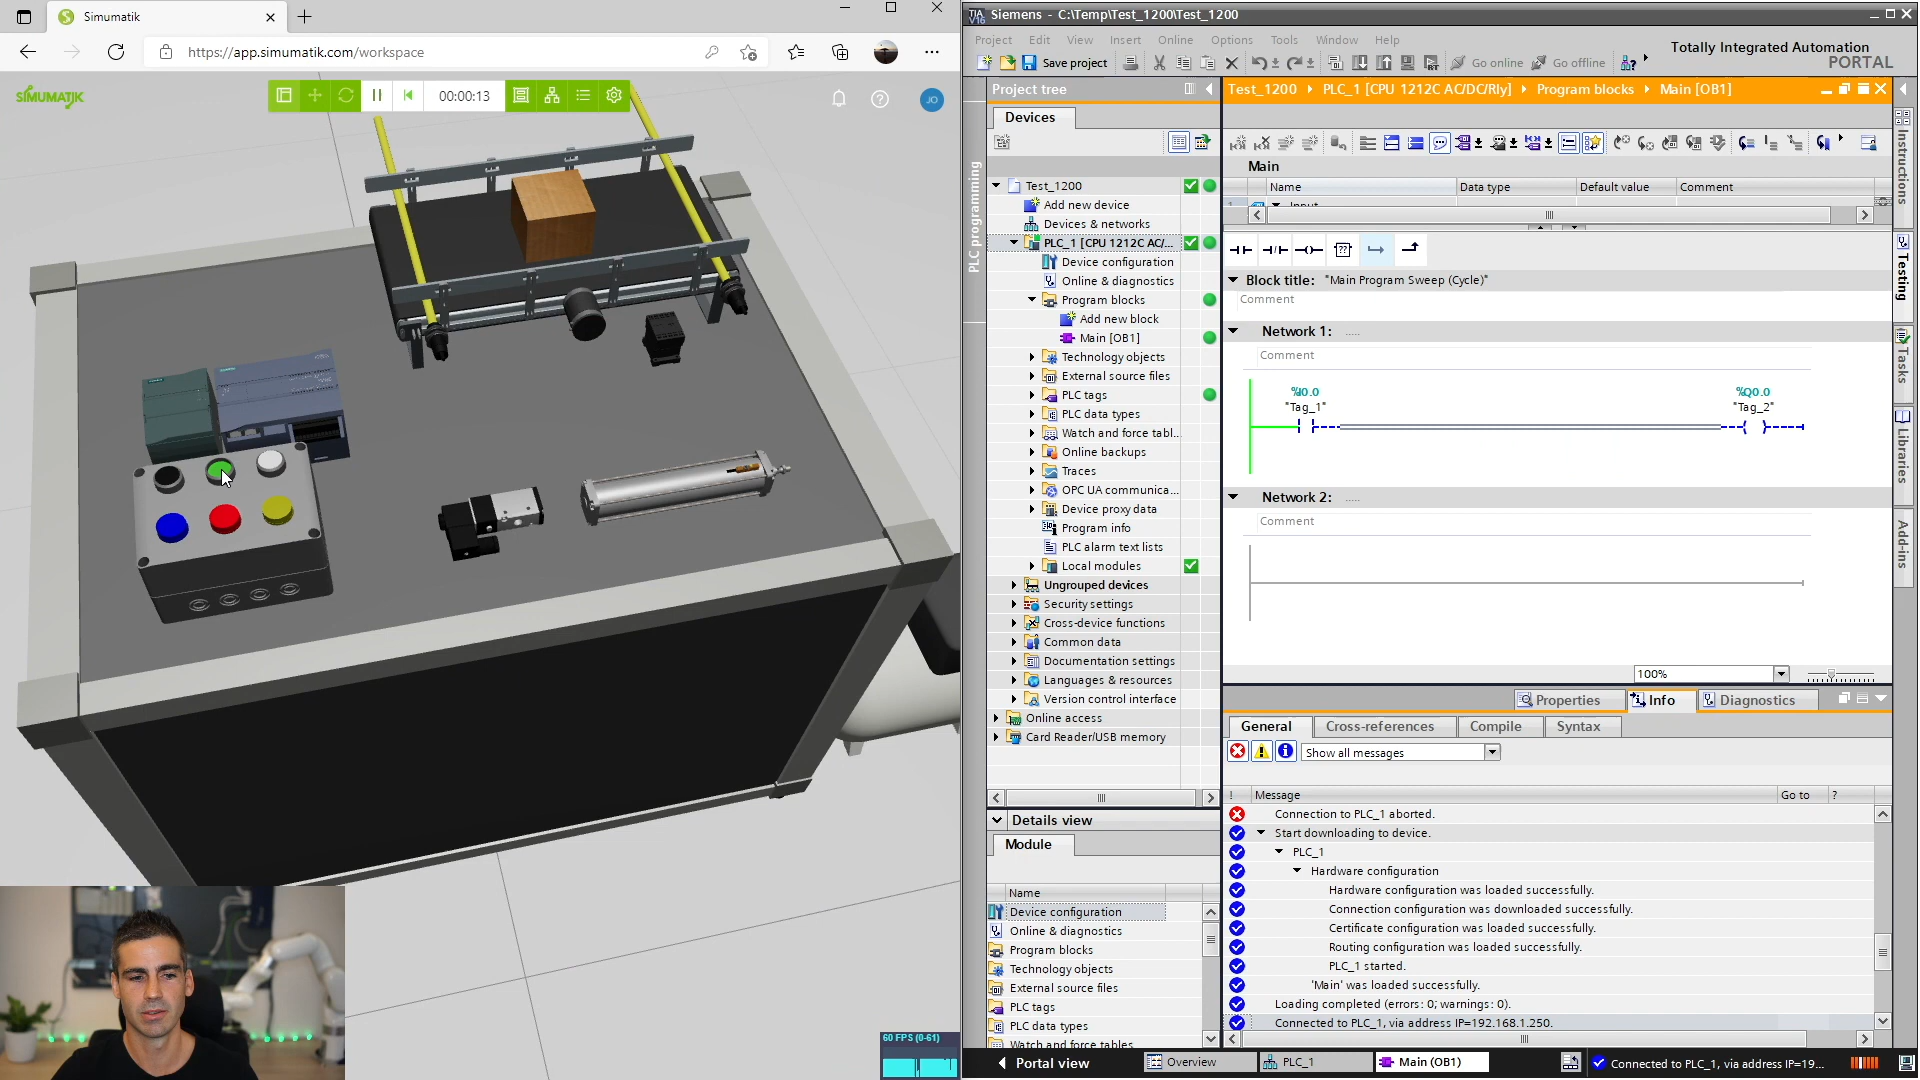 Simumatik
https://app.simumatik.com/workspace
SIMUMATIK
00:00:13
JO
60 FPS (0-61)
Siemens - C:\Temp\Test_1200\Test_1200
Project Edit View Insert Online Options Tools Window Help
Totally Integrated Automation
PORTAL
Save project
Go online
Go offline
Project tree
Devices
PLC programming
Test_1200
Add new device
Devices & networks
PLC_1 [CPU 1212C AC/...
Device configuration
Online & diagnostics
Program blocks
Add new block
Main [OB1]
Technology objects
External source files
PLC tags
PLC data types
Watch and force tabl...
Online backups
Traces
OPC UA communica...
Device proxy data
Program info
PLC alarm text lists
Local modules
Ungrouped devices
Security settings
Cross-device functions
Common data
Documentation settings
Languages & resources
Version control interface
Online access
Card Reader/USB memory
Details view
Module
Name
Device configuration
Online & diagnostics
Program blocks
Technology objects
External source files
PLC tags
PLC data types
Watch and force tables
Test_1200 PLC_1 [CPU 1212C AC/DC/Rly] Program blocks Main [OB1]
Main
Name Data type Default value Comment
1 Input
Block title: "Main Program Sweep (Cycle)"
Comment
Network 1: .....
Comment
%I0.0
"Tag_1"
%Q0.0
"Tag_2"
Network 2: .....
Comment
100%
Properties Info Diagnostics
General Cross-references Compile Syntax
Show all messages
! Message Go to ?
Connection to PLC_1 aborted.
Start downloading to device.
PLC_1
Hardware configuration
Hardware configuration was loaded successfully.
Connection configuration was downloaded successfully.
Certificate configuration was loaded successfully.
Routing configuration was loaded successfully.
PLC_1 started.
'Main' was loaded successfully.
Loading completed (errors: 0; warnings: 0).
Connected to PLC_1, via address IP=192.168.1.250.
Instructions
Testing
Tasks
Libraries
Add-ins
Portal view
Overview
PLC_1
Main (OB1)
Connected to PLC_1, via address IP=19...